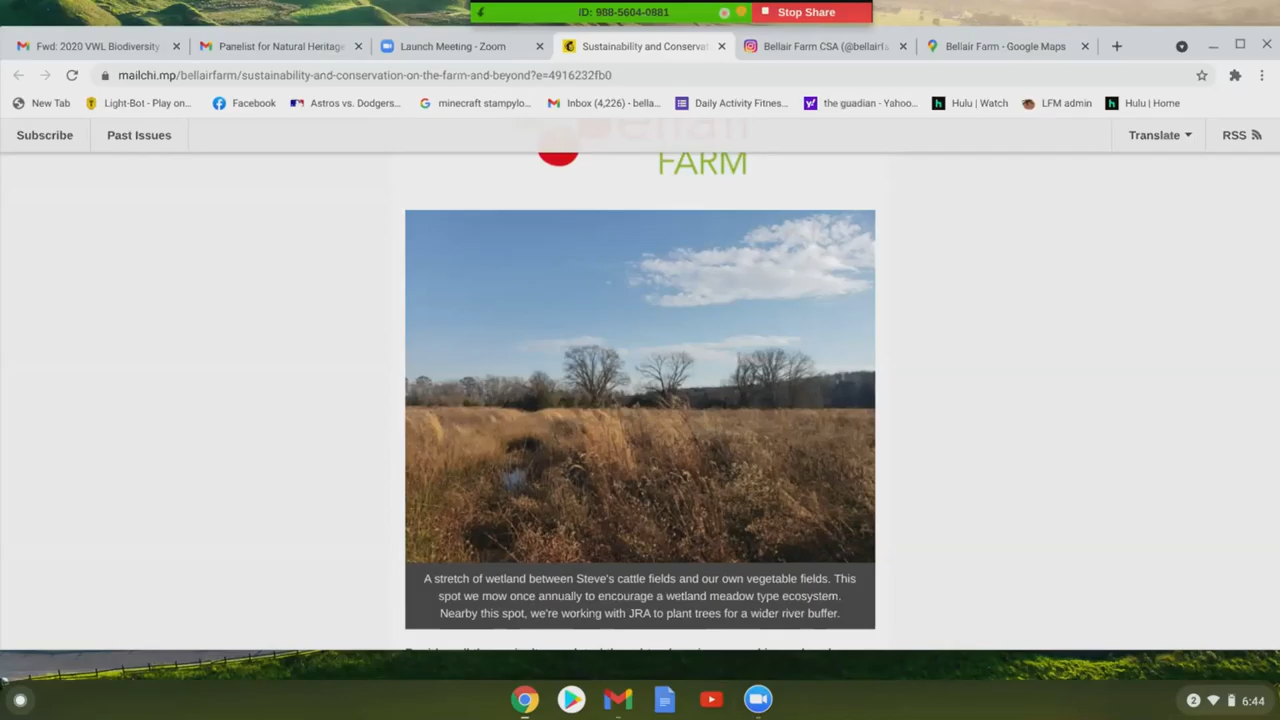 ID: 988-5604-0881
Stop Share
Fwd: 2020 VWL Biodiversity
Panelist for Natural Heritage
Launch Meeting - Zoom
Sustainability and Conservat
Bellair Farm CSA (@bellairfa
Bellair Farm - Google Maps
mailchi.mp/bellairfarm/sustainability-and-conservation-on-the-farm-and-beyond?e=4916232fb0
New Tab
Light-Bot - Play on...
Facebook
Astros vs. Dodgers...
minecraft stampylo...
Inbox (4,226) - bella...
Daily Activity Fitnes...
the guadian - Yahoo...
Hulu | Watch
LFM admin
Hulu | Home
Subscribe
Past Issues
Translate
RSS
FARM
A stretch of wetland between Steve's cattle fields and our own vegetable fields. This
spot we mow once annually to encourage a wetland meadow type ecosystem.
Nearby this spot, we're working with JRA to plant trees for a wider river buffer.
2
6:44